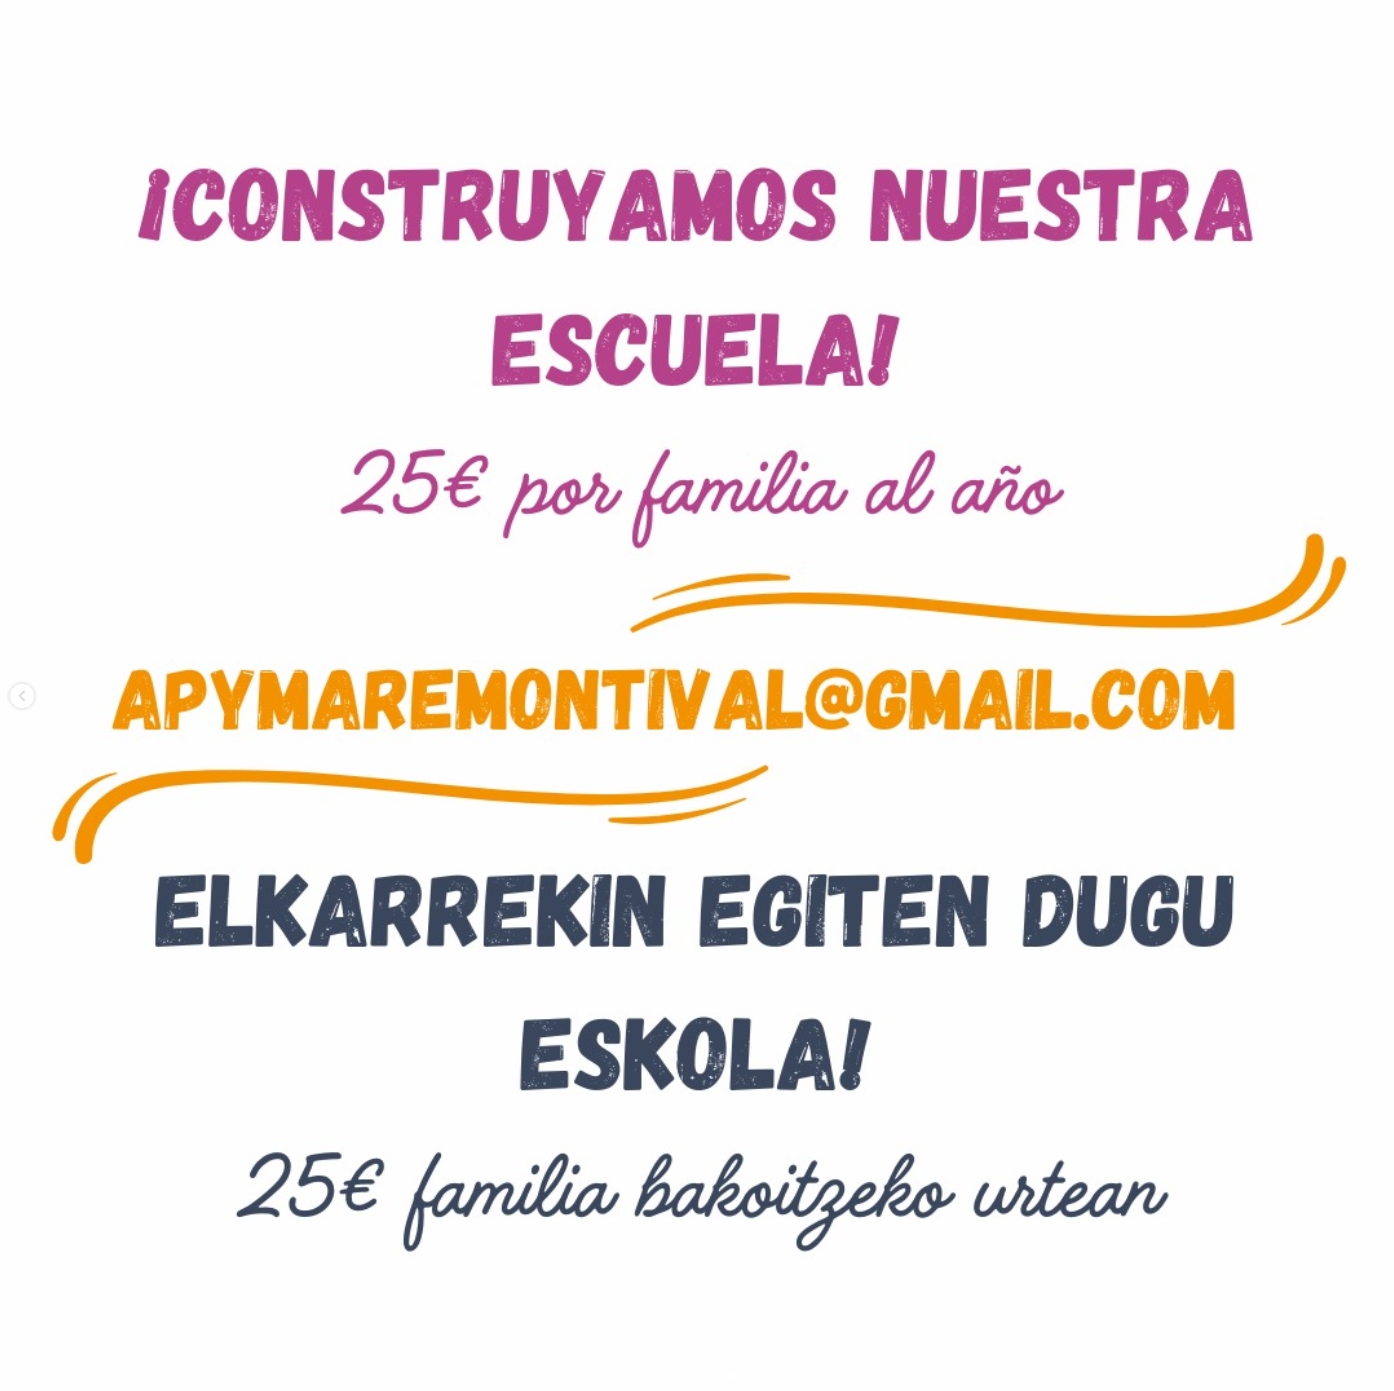 ¡CONSTRUYAMOS NUESTRA
ESCUELA!
25€ por familia al año
APYMAREMONTIVAL@GMAIL.COM
ELKARREKIN EGITEN DUGU
ESKOLA!
25€ familia bakoitzeko urtean